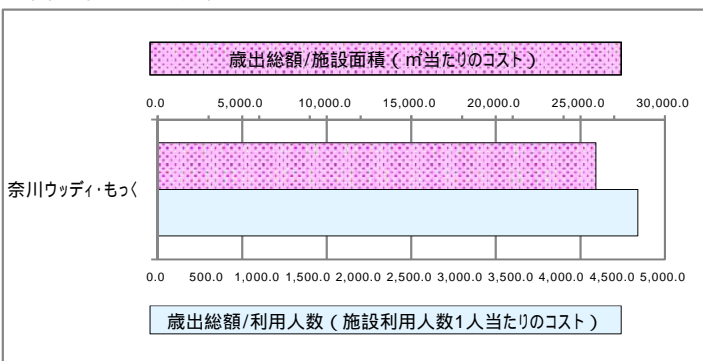 歳出総額/施設面積（㎡当たりのコスト）
0.0 5,000.0 10,000.0 15,000.0 20,000.0 25,000.0 30,000.0
奈川ウッディ・もっく
0.0 500.0 1,000.0 1,500.0 2,000.0 2,500.0 3,000.0 3,500.0 4,000.0 4,500.0 5,000.0
歳出総額/利用人数（施設利用人数1人当たりのコスト）